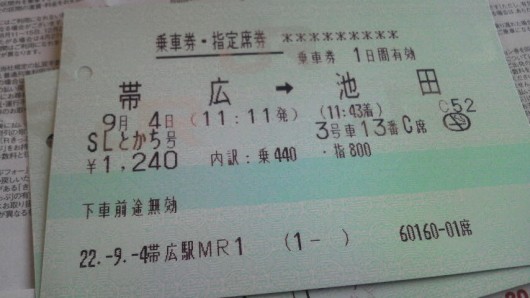 乗車券・指定席券 ＊＊＊＊＊＊＊＊＊
乗車券 1日間有効
帯広 → 池田
9月 4日 (11:11発) (11:43着) C52
SLとかち号 3号車13番C席
¥1,240 内訳:乗440 ・指800
下車前途無効
22.-9.-4帯広駅MR1 (1- ) 60160-01席